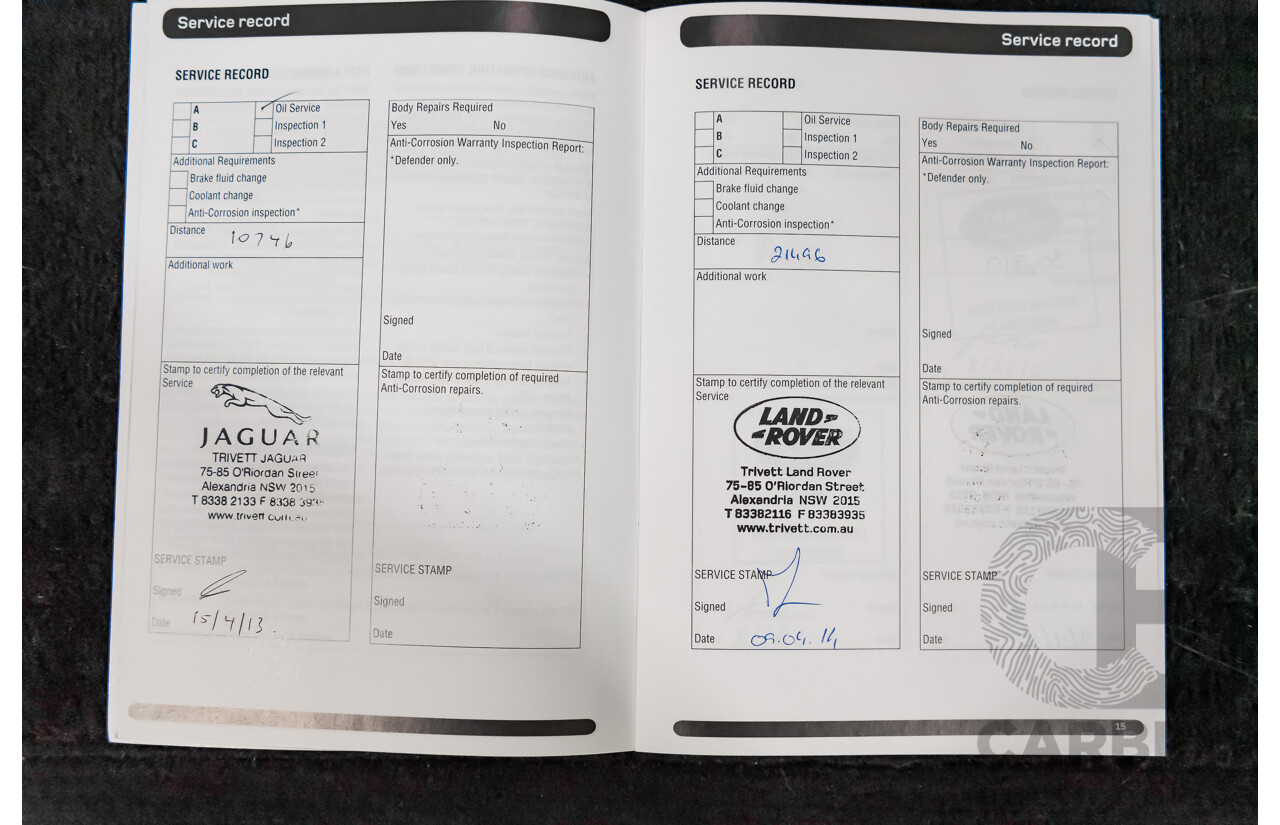 Service record
SERVICE RECORD
A
Oil Service
B
Inspection 1
C
Inspection 2
Additional Requirements
Brake fluid change
Coolant change
Anti-Corrosion inspection*
Distance
10746
Additional work
Stamp to certify completion of the relevant
Service
JAGUAR
TRIVETT JAGUAR
75-85 O'Riordan Street
Alexandria NSW 2015
T 8338 2133 F 8338 393
www.trivett.com.au
SERVICE STAMP
Signed
Date 15/4/13.
Body Repairs Required
Yes No
Anti-Corrosion Warranty Inspection Report:
*Defender only.
Signed
Date
Stamp to certify completion of required
Anti-Corrosion repairs.
SERVICE STAMP
Signed
Date
Service record
SERVICE RECORD
A
Oil Service
B
Inspection 1
C
Inspection 2
Additional Requirements
Brake fluid change
Coolant change
Anti-Corrosion inspection*
Distance
21496
Additional work
Stamp to certify completion of the relevant
Service
LAND
ROVER
Trivett Land Rover
75-85 O'Riordan Street
Alexandria NSW 2015
T 83382116 F 83383935
www.trivett.com.au
SERVICE STAMP
Signed
Date 09.04.14
Body Repairs Required
Yes No
Anti-Corrosion Warranty Inspection Report:
*Defender only.
Signed
Date
Stamp to certify completion of required
Anti-Corrosion repairs.
SERVICE STAMP
Signed
Date
15
CARB